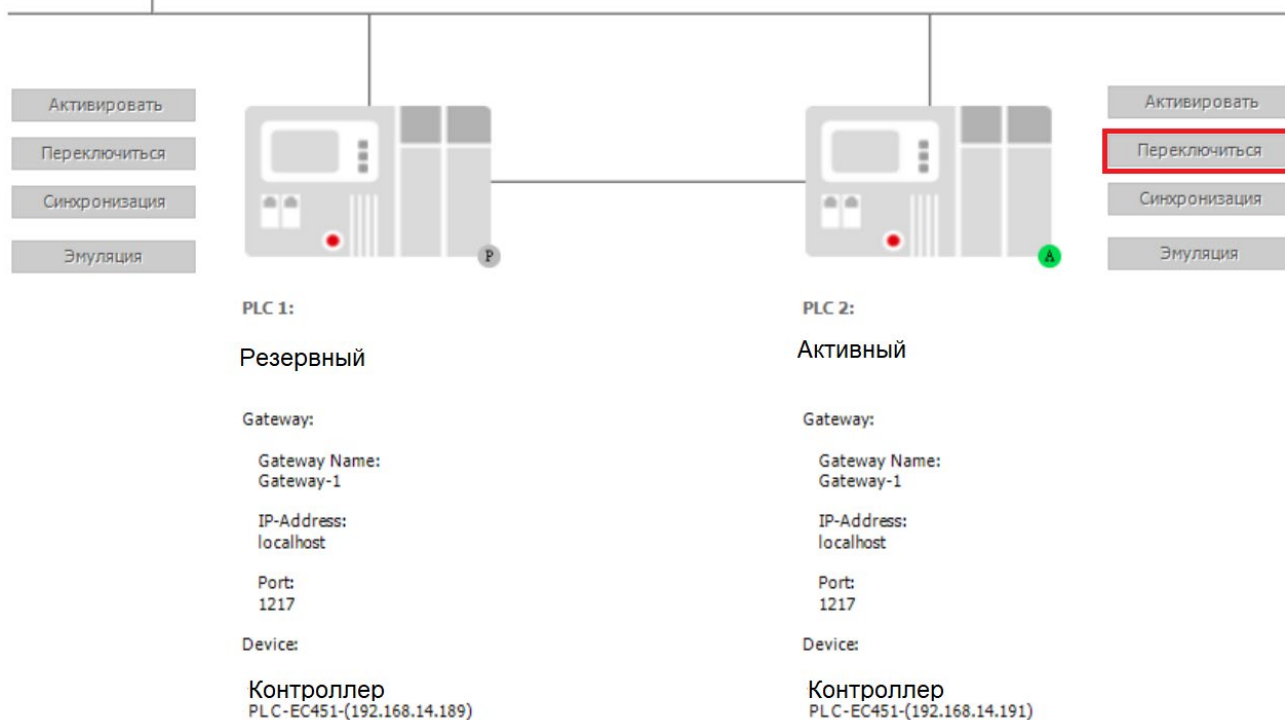 Активировать
Переключиться
Синхронизация
Эмуляция
P
A
Активировать
Переключиться
Синхронизация
Эмуляция
PLC 1:
Резервный
Gateway:
Gateway Name:
Gateway-1
IP-Address:
localhost
Port:
1217
Device:
Контроллер
PLC-EC451-(192.168.14.189)
PLC 2:
Активный
Gateway:
Gateway Name:
Gateway-1
IP-Address:
localhost
Port:
1217
Device:
Контроллер
PLC-EC451-(192.168.14.191)